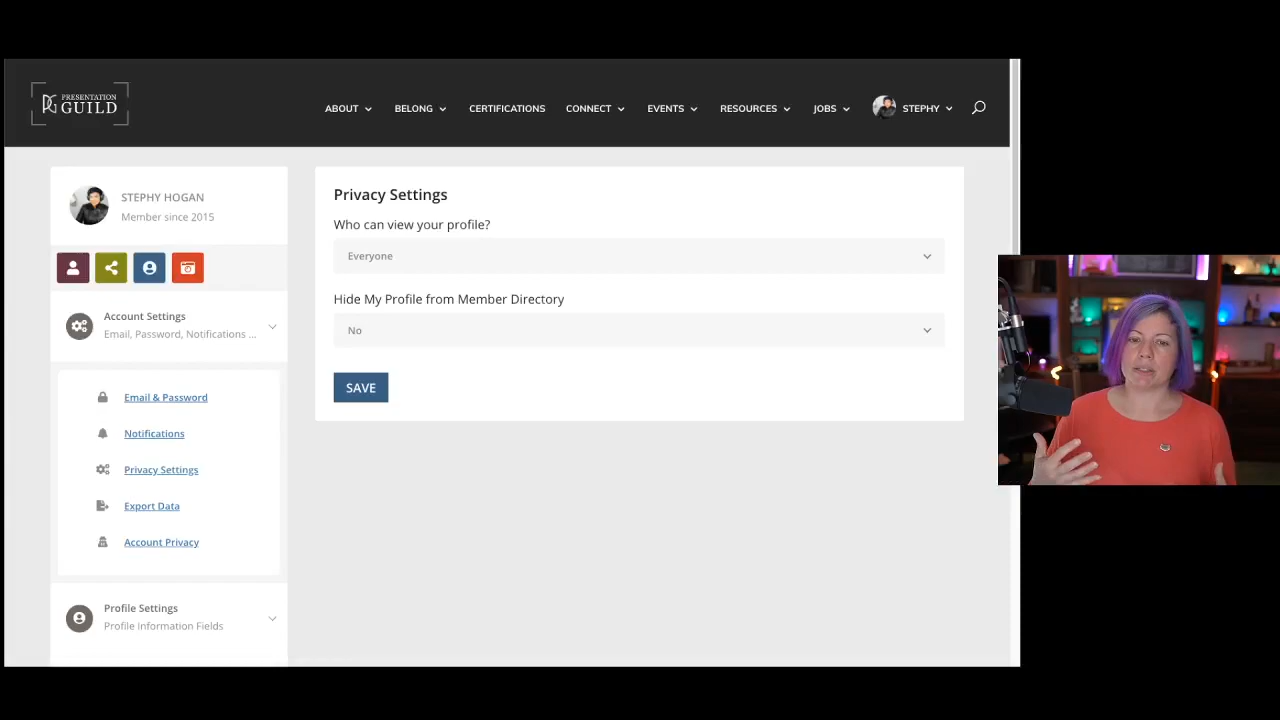 PRESENTATION
GUILD
ABOUT
BELONG
CERTIFICATIONS
CONNECT
EVENTS
RESOURCES
JOBS
STEPHY
STEPHY HOGAN
Member since 2015
Account Settings
Email, Password, Notifications ...
Email & Password
Notifications
Privacy Settings
Export Data
Account Privacy
Profile Settings
Profile Information Fields
Privacy Settings
Who can view your profile?
Everyone
Hide My Profile from Member Directory
No
SAVE